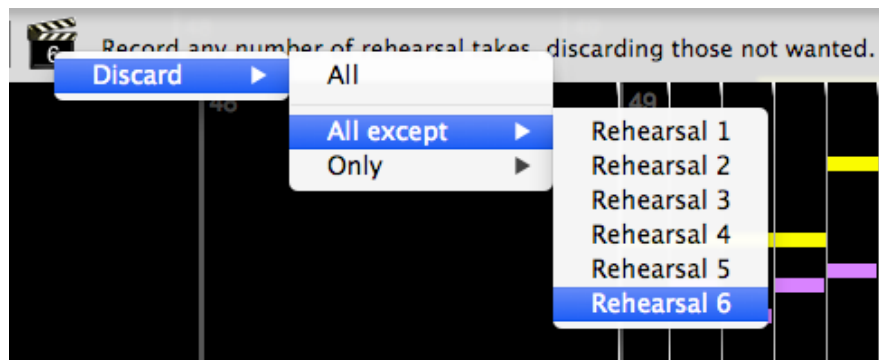 6 Record any number of rehearsal takes, discarding those not wanted.
Discard
All
48 49
All except
Only
Rehearsal 1
Rehearsal 2
Rehearsal 3
Rehearsal 4
Rehearsal 5
Rehearsal 6